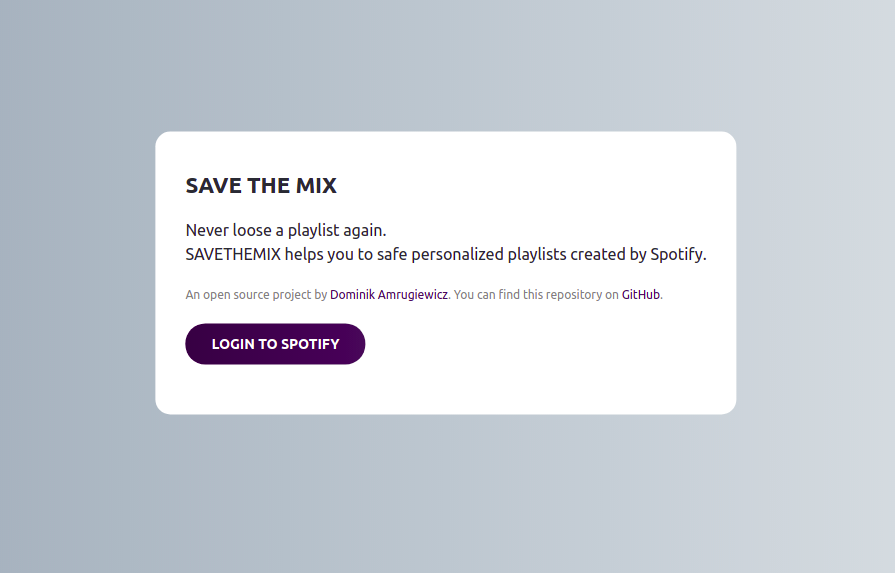 SAVE THE MIX
Never loose a playlist again.
SAVETHEMIX helps you to safe personalized playlists created by Spotify.
An open source project by Dominik Amrugiewicz. You can find this repository on GitHub.
LOGIN TO SPOTIFY